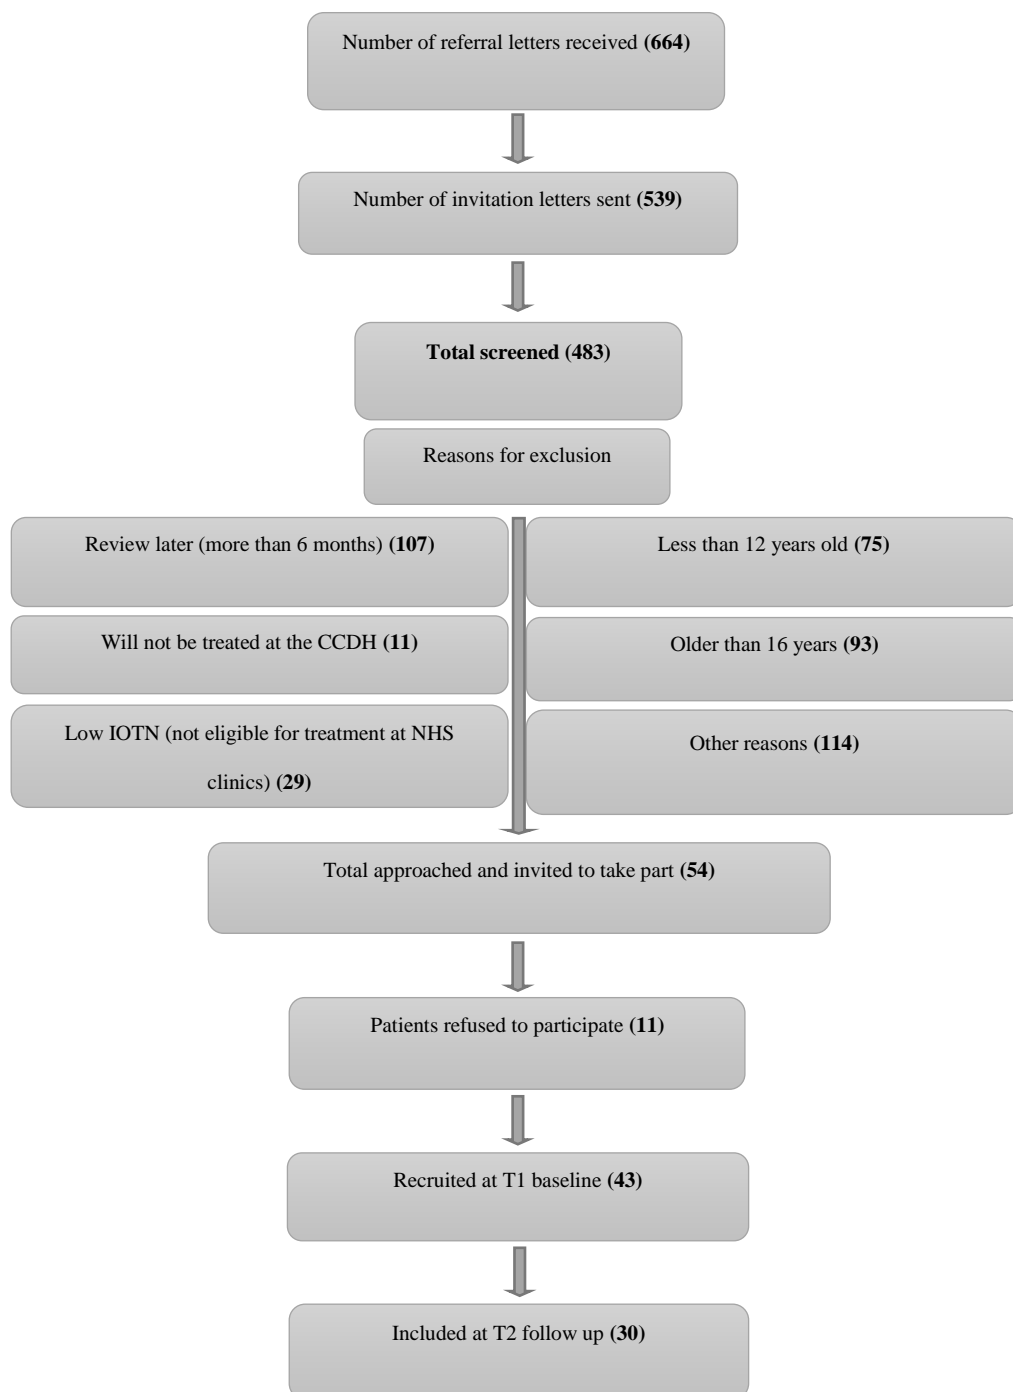 Number of referral letters received (664)
Number of invitation letters sent (539)
Total screened (483)
Reasons for exclusion
Review later (more than 6 months) (107)
Less than 12 years old (75)
Will not be treated at the CCDH (11)
Older than 16 years (93)
Low IOTN (not eligible for treatment at NHS
clinics) (29)
Other reasons (114)
Total approached and invited to take part (54)
Patients refused to participate (11)
Recruited at T1 baseline (43)
Included at T2 follow up (30)